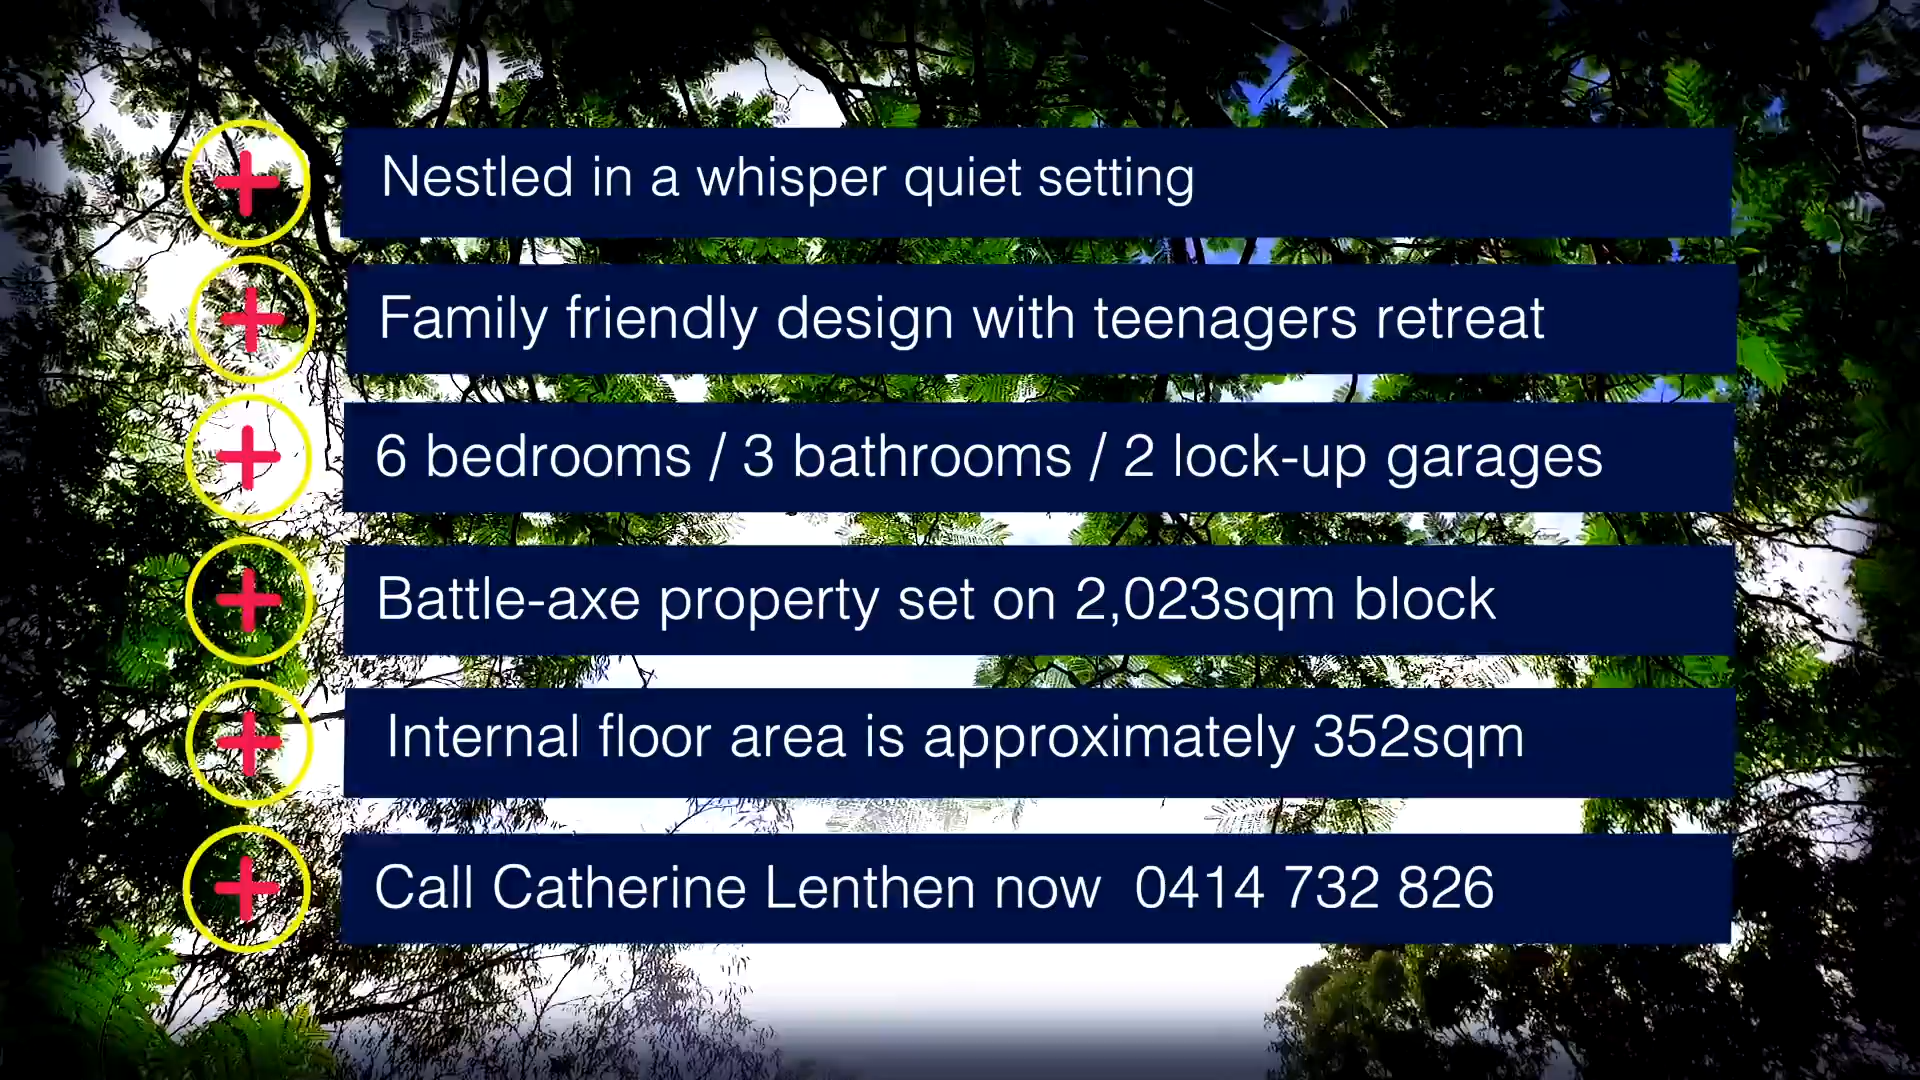 Nestled in a whisper quiet setting
Family friendly design with teenagers retreat
6 bedrooms / 3 bathrooms / 2 lock-up garages
Battle-axe property set on 2,023sqm block
Internal floor area is approximately 352sqm
Call Catherine Lenthen now 0414 732 826